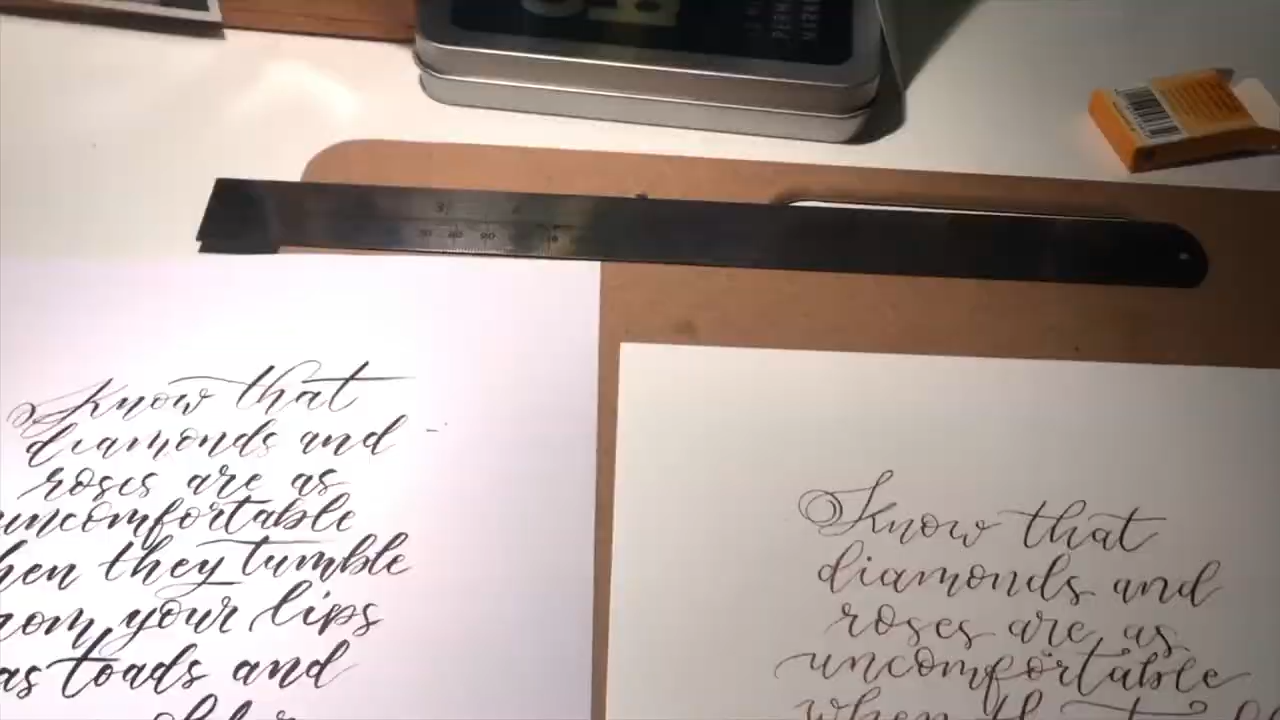 Know that
diamonds and
roses are as
uncomfortable
hen they tumble
rom your lips
as toads and
Know that
diamonds and
roses are as
uncomfortable
when